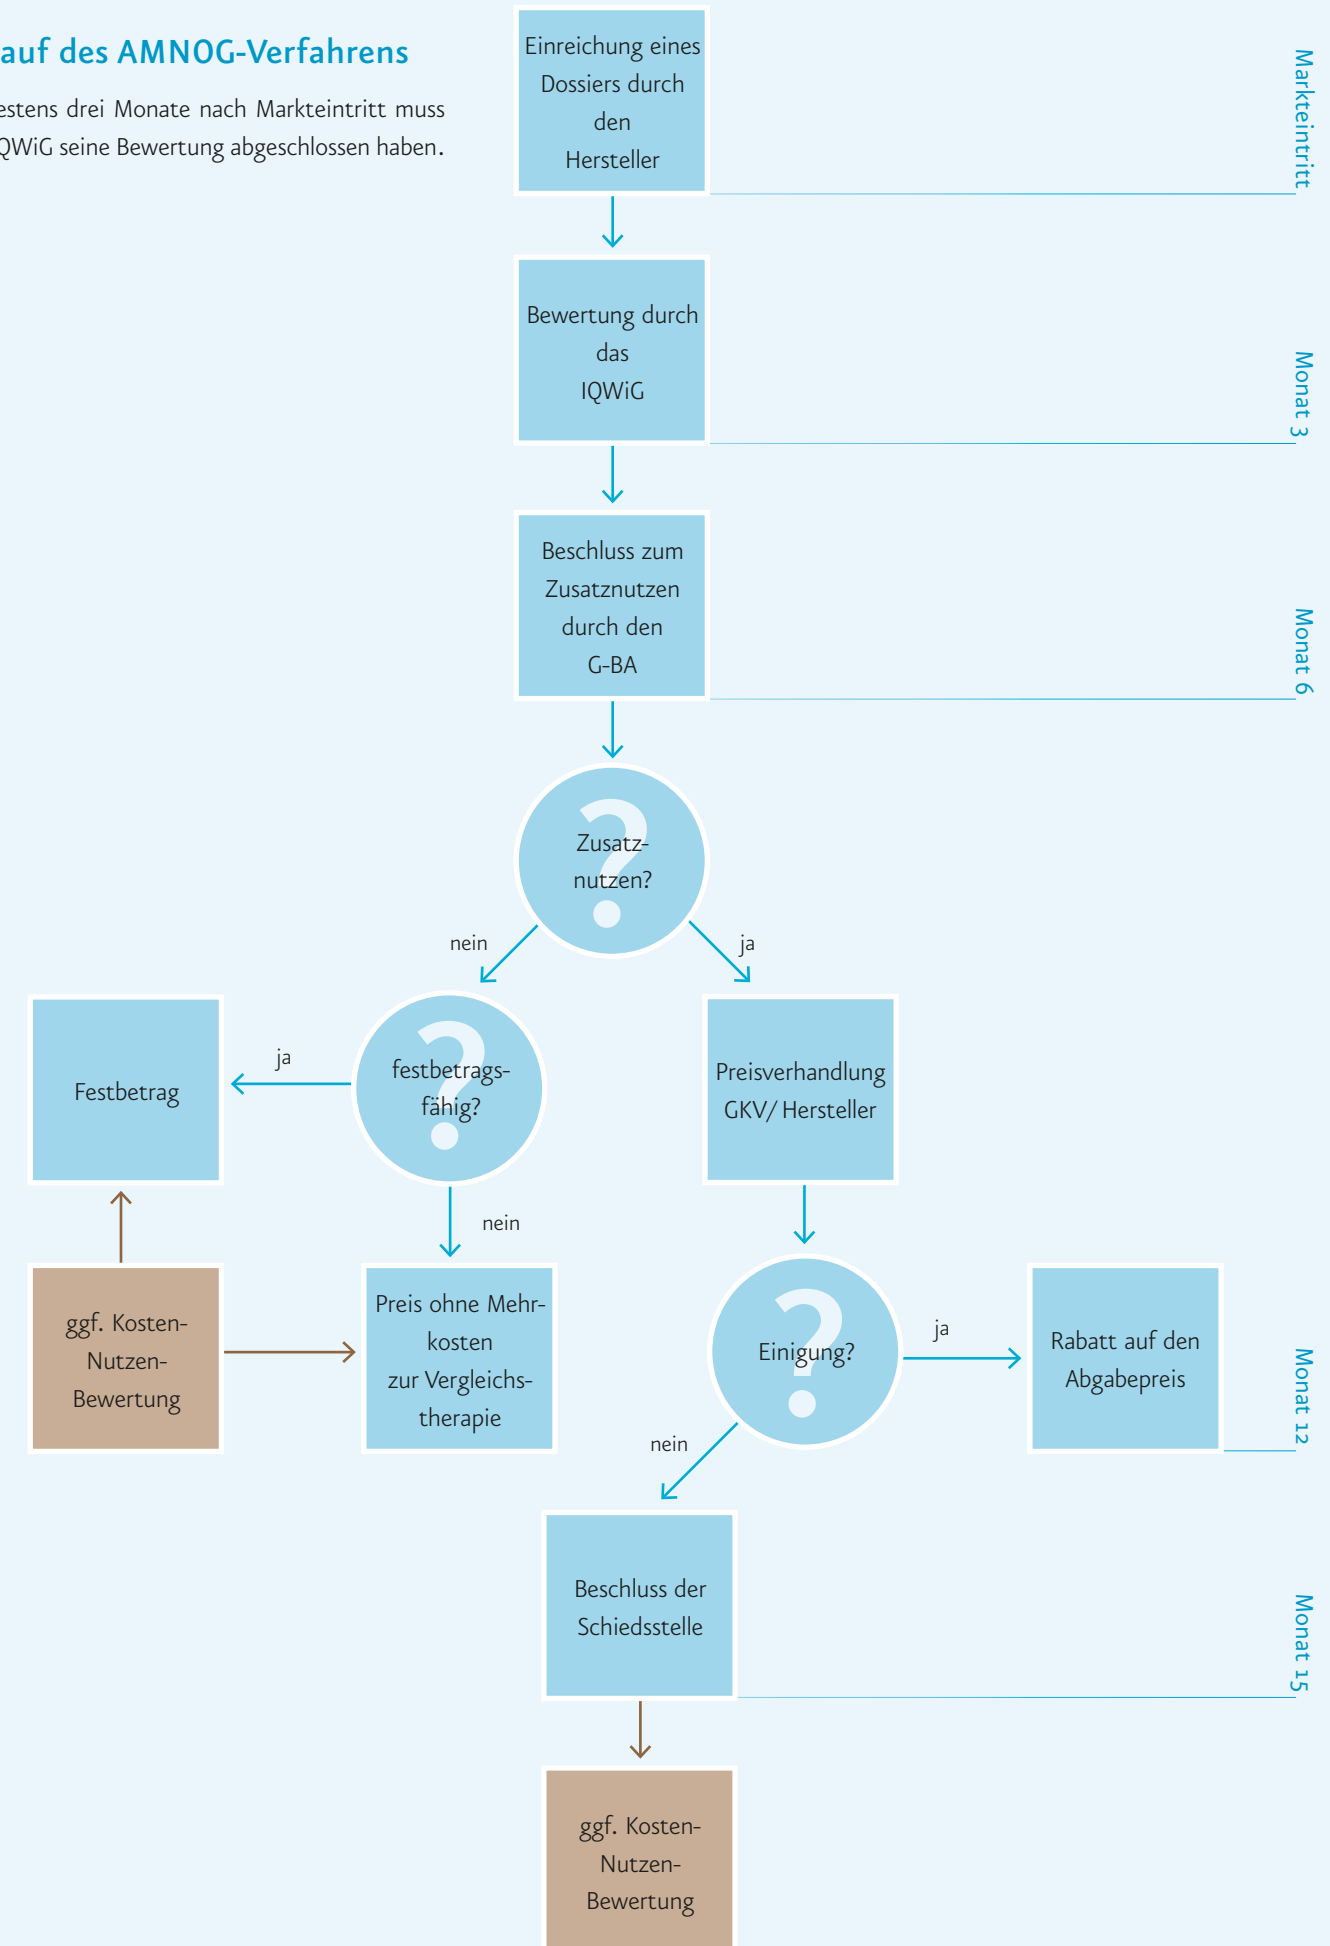 auf des AMNOG-Verfahrens
estens drei Monate nach Markteintritt muss
QWiG seine Bewertung abgeschlossen haben.
Einreichung eines
Dossiers durch
den
Hersteller
Markteintritt
Bewertung durch
das
IQWiG
Monat 3
Beschluss zum
Zusatznutzen
durch den
G-BA
Monat 6
Zusatz-
nutzen?
nein
ja
Festbetrag
ja
festbetrags-
fähig?
Preisverhandlung
GKV/ Hersteller
nein
ggf. Kosten-
Nutzen-
Bewertung
Preis ohne Mehr-
kosten
zur Vergleichs-
therapie
Einigung?
ja
Rabatt auf den
Abgabepreis
Monat 12
nein
Beschluss der
Schiedsstelle
Monat 15
ggf. Kosten-
Nutzen-
Bewertung